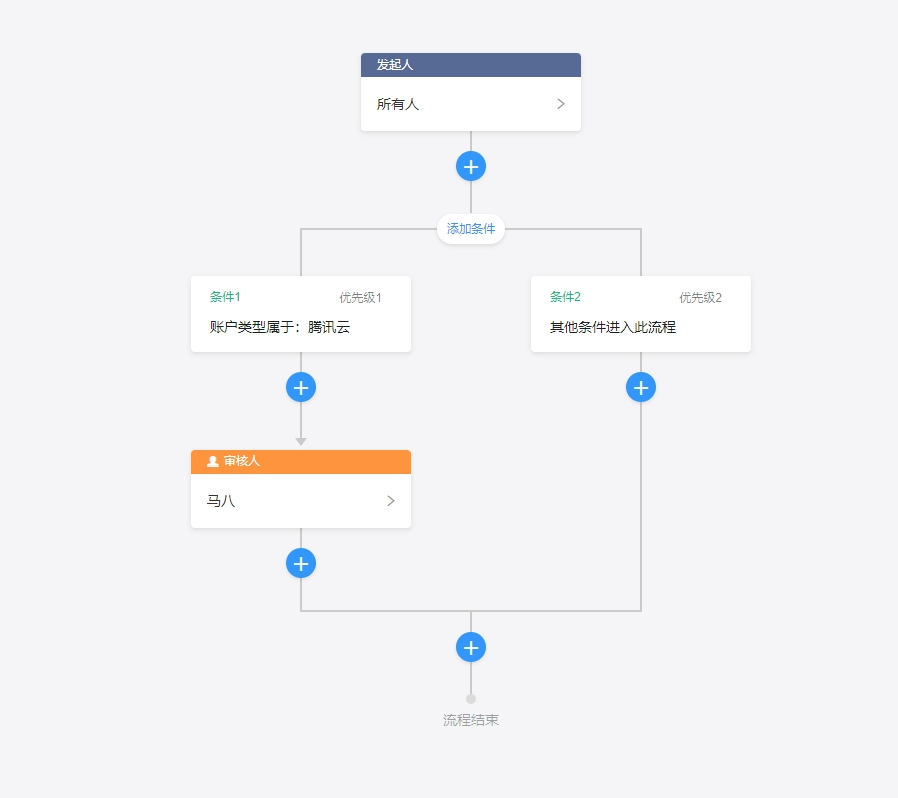 发起人
所有人
添加条件
条件1 优先级1
账户类型属于：腾讯云
条件2 优先级2
其他条件进入此流程
审核人
马八
流程结束